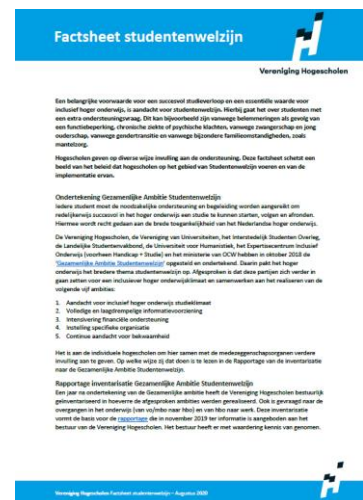 Factsheet studentenwelzijn
Vereniging Hogescholen
Een belangrijke voorwaarde voor een succesvol studieverloop en een essentiële waarde voor
inclusief hoger onderwijs, is aandacht voor studentenwelzijn. Hierbij gaat het over studenten met
een extra ondersteuningsvraag. Dit kan bijvoorbeeld zijn vanwege belemmeringen als gevolg van
een functiebeperking, chronische ziekte of psychische klachten, vanwege zwangerschap en jong
ouderschap, vanwege gendertransitie en vanwege bijzondere familieomstandigheden, zoals
mantelzorg.
Hogescholen geven op diverse wijze invulling aan de ondersteuning. Deze factsheet schetst een
beeld van het beleid dat hogescholen op het gebied van Studentenwelzijn voeren en van de
implementatie ervan.
Ondertekening Gezamenlijke Ambitie Studentenwelzijn
Iedere student moet de noodzakelijke ondersteuning en begeleiding worden aangereikt om
redelijkerwijs succesvol in het hoger onderwijs een studie te kunnen starten, volgen en afronden.
Hiermee wordt recht gedaan aan de brede toegankelijkheid van het Nederlandse hoger onderwijs.
De Vereniging Hogescholen, de Vereniging van Universiteiten, het Interstedelijk Studenten Overleg,
de Landelijke Studentenvakbond, de Universiteit voor Humanistiek, het Expertisecentrum Inclusief
Onderwijs (voorheen Handicap + Studie) en het ministerie van OCW hebben in oktober 2018 de
'Gezamenlijke Ambitie Studentenwelzijn' opgesteld en ondertekend. Daarin pakt het hoger
onderwijs het bredere thema studentenwelzijn op. Afgesproken is dat deze partijen zich verder in
gaan zetten voor een inclusiever hoger onderwijsklimaat en samenwerken aan het realiseren van de
volgende vijf ambities:
1. Aandacht voor inclusief hoger onderwijs studieklimaat
2. Volledige en laagdrempelige informatievoorziening
3. Intensivering financiële ondersteuning
4. Instelling specifieke organisatie
5. Continue aandacht voor bekwaamheid
Het is aan de individuele hogescholen om hier samen met de medezeggenschapsorganen verdere
invulling aan te geven. Op welke wijze zij dat doen is te lezen in de Rapportage van de Inventarisatie
naar de Gezamenlijke Ambitie Studentenwelzijn.
Rapportage inventarisatie Gezamenlijke Ambitie Studentenwelzijn
Een jaar na ondertekening van de Gezamenlijke ambitie heeft de Vereniging Hogescholen bestuurlijk
geïnventariseerd in hoeverre de afgesproken ambities werden gerealiseerd. Ook is gevraagd naar de
overgangen in het onderwijs (van vo/mbo naar hbo) en van hbo naar werk. Deze inventarisatie
vormt de basis voor de rapportage die in november 2019 ter informatie is aangeboden aan het
bestuur van de Vereniging Hogescholen. Het bestuur heeft er met waardering kennis van genomen.
Vereniging Hogescholen Factsheet studentenwelzijn – Augustus 2020